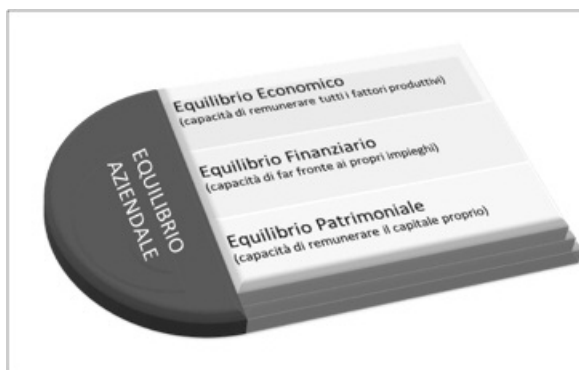 EQUILIBRIO
AZIENDALE
Equilibrio Economico
(capacità di remunerare tutti i fattori produttivi)
Equilibrio Finanziario
(capacità di far fronte ai propri impieghi)
Equilibrio Patrimoniale
(capacità di remunerare il capitale proprio)